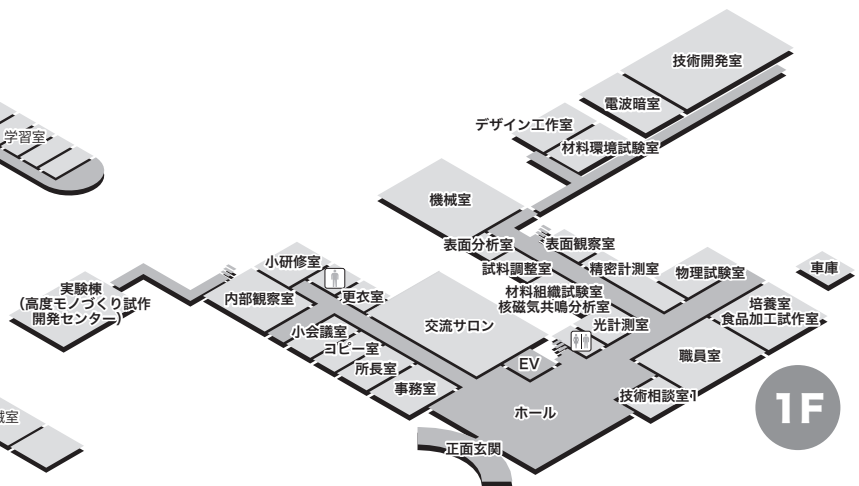 技術開発室
電波暗室
デザイン工作室
学習室
材料環境試験室
機械室
表面分析室
表面観察室
小研修室
試料調整室
精密計測室
物理試験室
車庫
実験棟
(高度モノづくり試作
開発センター)
内部観察室
更衣室
材料組織試験室
核磁気共鳴分析室
培養室
食品加工試作室
交流サロン
光計測室
小会議室
コピー室
職員室
所長室
EV
事務室
技術相談室1
ホール
1F
正面玄関